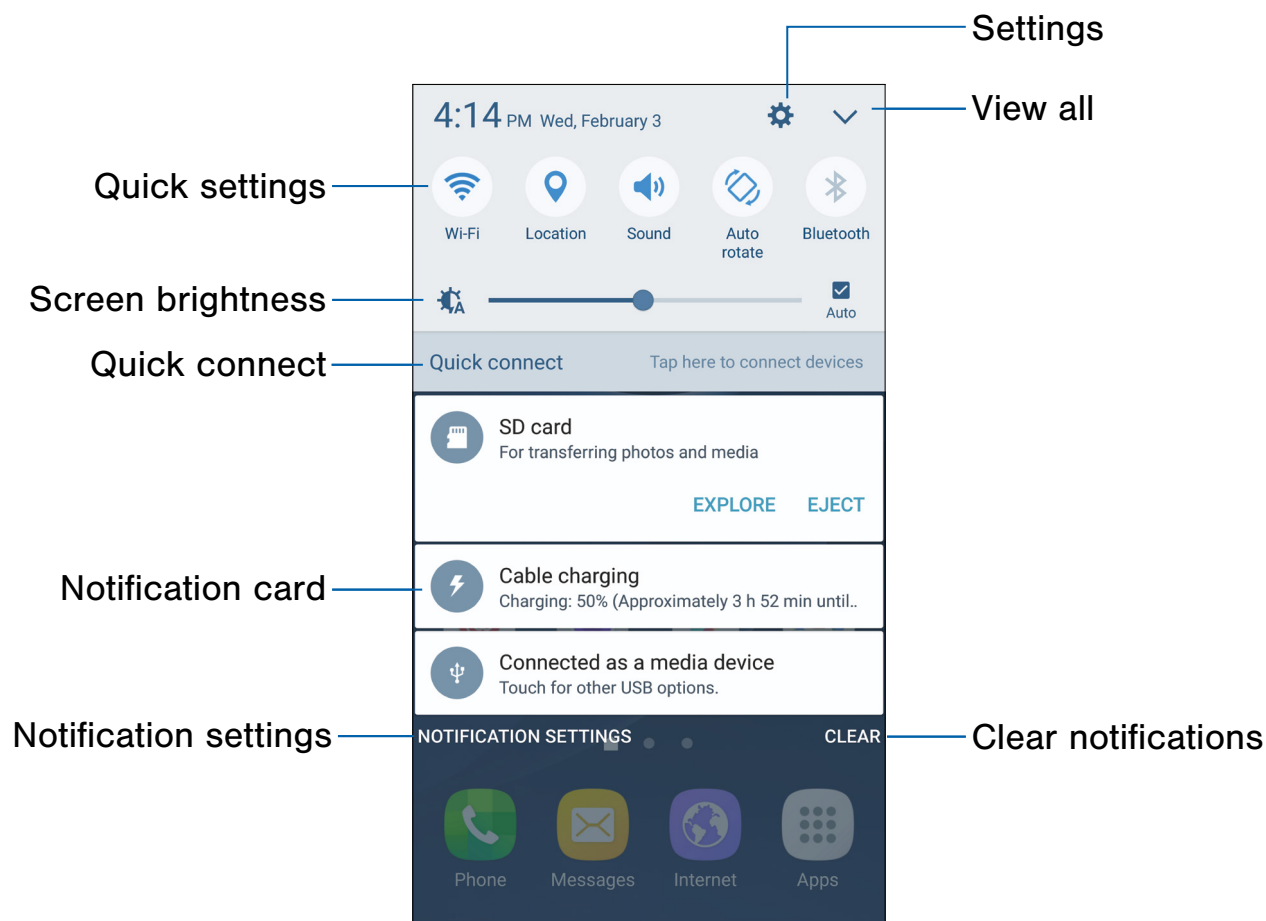 Settings
4:14 PM Wed, February 3
View all
Quick settings
Wi-Fi
Location
Sound
Auto
rotate
Bluetooth
Screen brightness
A
Auto
Quick connect
Quick connect
Tap here to connect devices
SD card
For transferring photos and media
EXPLORE
EJECT
Notification card
Cable charging
Charging: 50% (Approximately 3 h 52 min until..
Connected as a media device
Touch for other USB options.
Notification settings
NOTIFICATION SETTINGS
CLEAR
Clear notifications
Phone
Messages
Internet
Apps